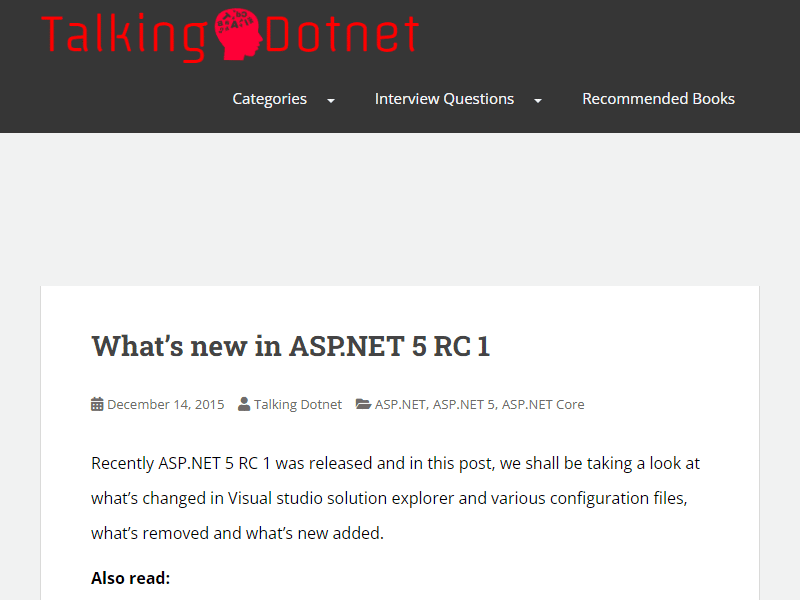 Talking Dotnet
Categories Interview Questions Recommended Books
What’s new in ASP.NET 5 RC 1
December 14, 2015 Talking Dotnet ASP.NET, ASP.NET 5, ASP.NET Core
Recently ASP.NET 5 RC 1 was released and in this post, we shall be taking a look at
what’s changed in Visual studio solution explorer and various configuration files,
what’s removed and what’s new added.
Also read: